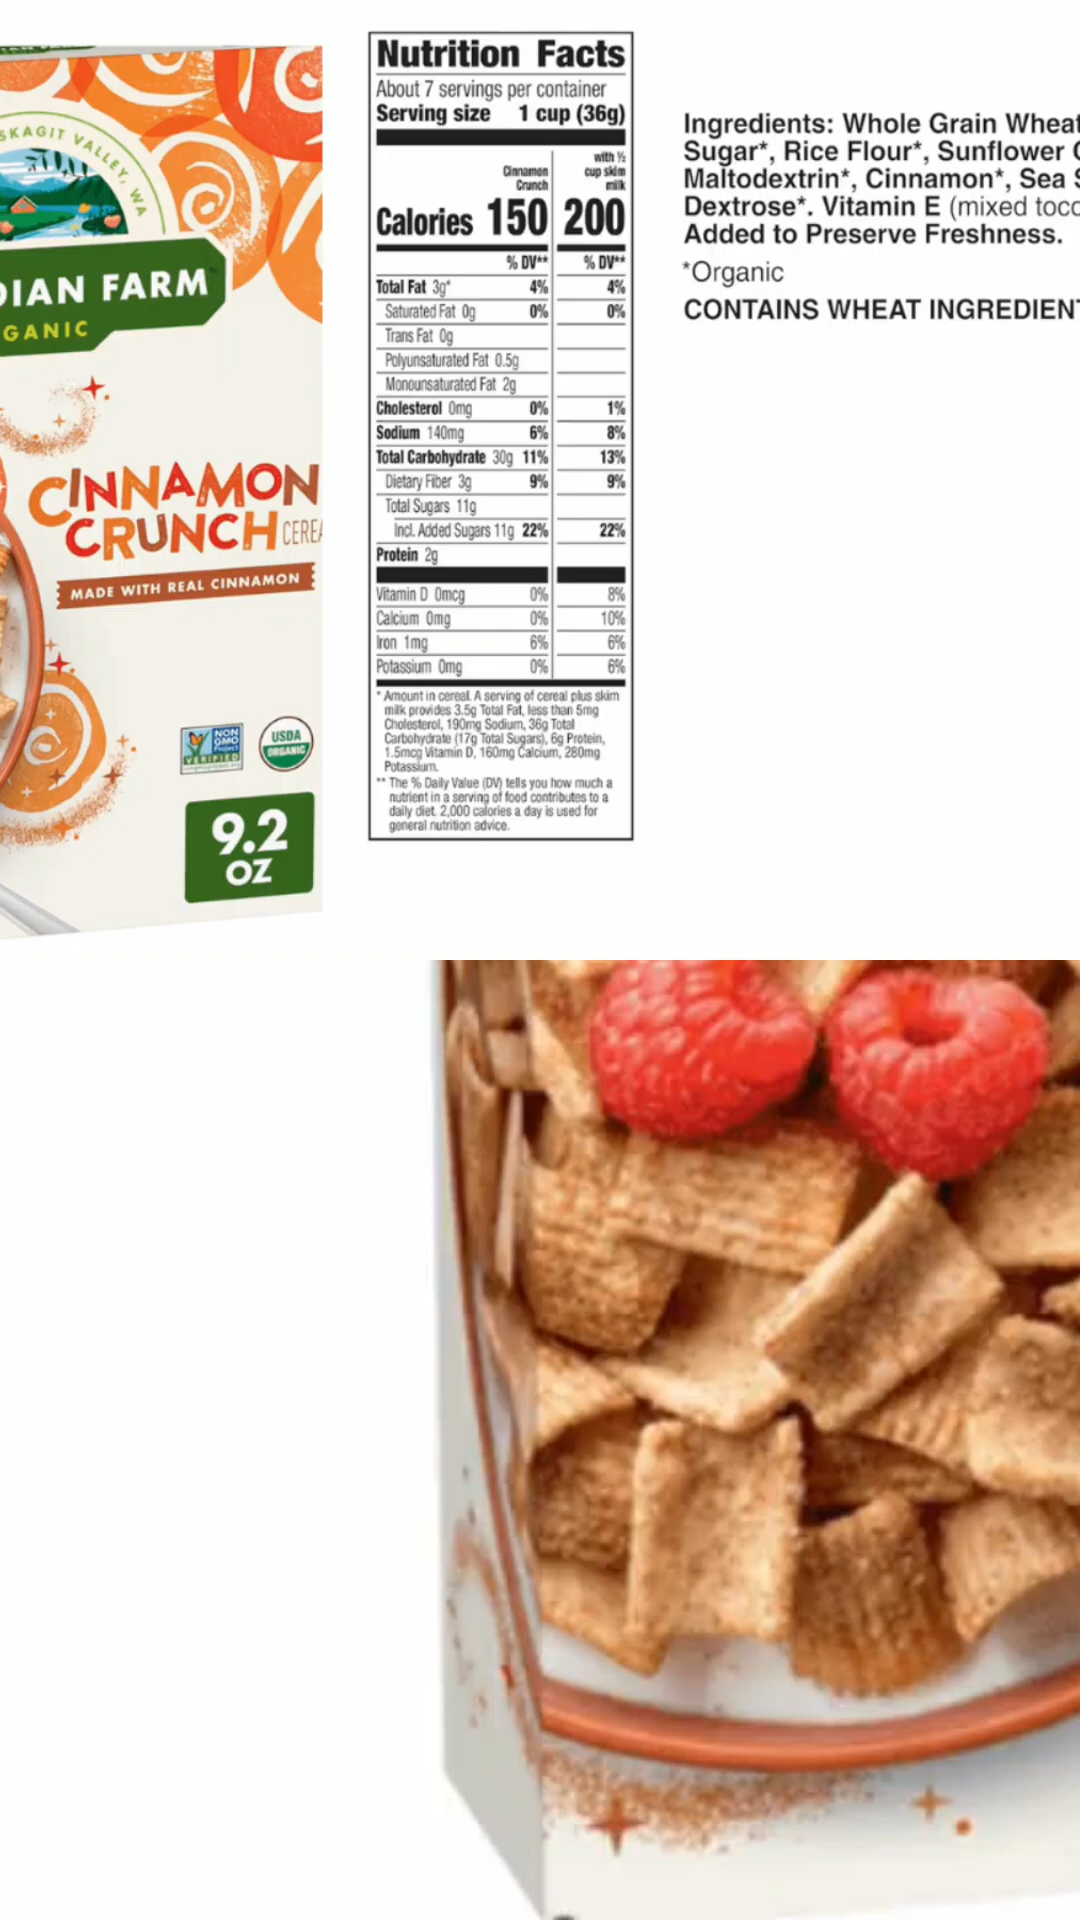 SKAGIT VALLEY, WA
DIAN FARM
GANIC
CINNAMON
CRUNCH CEREA
MADE WITH REAL CINNAMON
NON
GMO
Project
VERIFIED
USDA
ORGANIC
9.2
OZ
Nutrition Facts
About 7 servings per container
Serving size 1 cup (36g)
Cinnamon Crunch
with ½ cup skim milk
Calories 150 200
% DV** % DV**
Total Fat 3g* 4% 4%
Saturated Fat 0g 0% 0%
Trans Fat 0g
Polyunsaturated Fat 0.5g
Monounsaturated Fat 2g
Cholesterol 0mg 0% 1%
Sodium 140mg 6% 8%
Total Carbohydrate 30g 11% 13%
Dietary Fiber 3g 9% 9%
Total Sugars 11g
Incl. Added Sugars 11g 22% 22%
Protein 2g
Vitamin D 0mcg 0% 8%
Calcium 0mg 0% 10%
Iron 1mg 6% 6%
Potassium 0mg 0% 6%
* Amount in cereal. A serving of cereal plus skim
milk provides 3.5g Total Fat, less than 5mg
Cholesterol, 190mg Sodium, 36g Total
Carbohydrate (17g Total Sugars), 6g Protein,
1.5mcg Vitamin D, 160mg Calcium, 280mg
Potassium.
** The % Daily Value (DV) tells you how much a
nutrient in a serving of food contributes to a
daily diet. 2,000 calories a day is used for
general nutrition advice.
Ingredients: Whole Grain Wheat
Sugar*, Rice Flour*, Sunflower
Maltodextrin*, Cinnamon*, Sea
Dextrose*. Vitamin E (mixed toco
Added to Preserve Freshness.
*Organic
CONTAINS WHEAT INGREDIENT